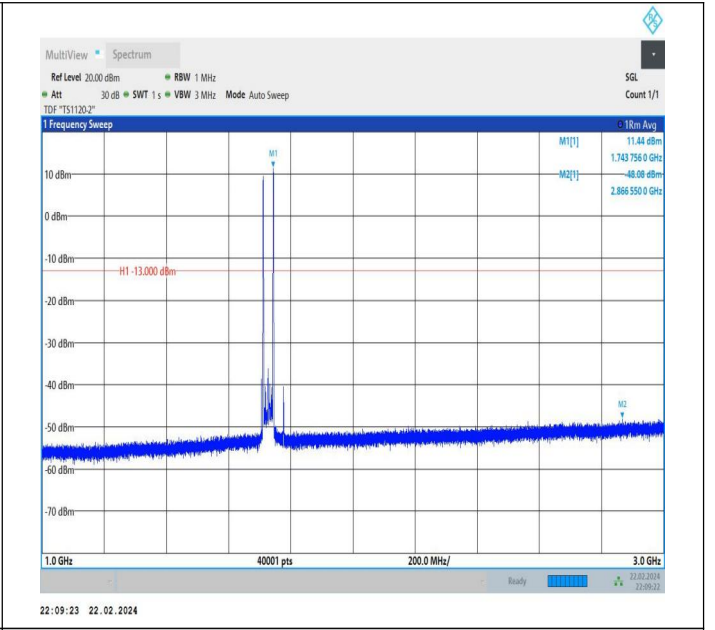 R&S
MultiView Spectrum
Ref Level 20.00 dBm RBW 1 MHz SGL
Att 30 dB SWT 1 s VBW 3 MHz Mode Auto Sweep Count 1/1
TDF "TS1120-2"
1 Frequency Sweep 1Rm Avg
M1[1] 11.44 dBm
1.743 756 0 GHz
M1
10 dBm M2[1] -48.08 dBm
2.866 550 0 GHz
0 dBm
-10 dBm
H1 -13.000 dBm
-20 dBm
-30 dBm
-40 dBm
M2
-50 dBm
-60 dBm
-70 dBm
1.0 GHz 40001 pts 200.0 MHz/ 3.0 GHz
Ready 22.02.2024
22:09:22
22:09:23 22.02.2024